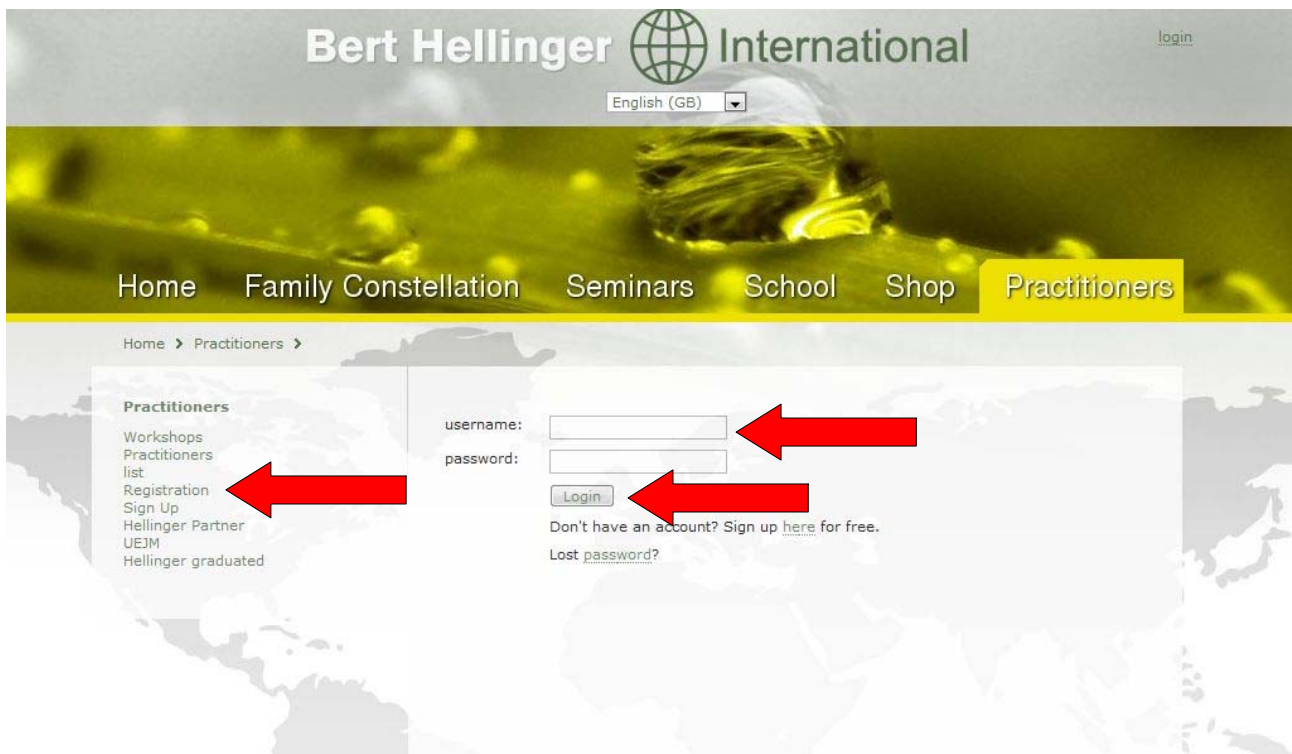 Bert Hellinger International
login
English (GB)
Home Family Constellation Seminars School Shop Practitioners
Home > Practitioners >
Practitioners
Workshops
Practitioners
list
Registration
Sign Up
Hellinger Partner
UEJM
Hellinger graduated
username:
password:
Login
Don't have an account? Sign up here for free.
Lost password?